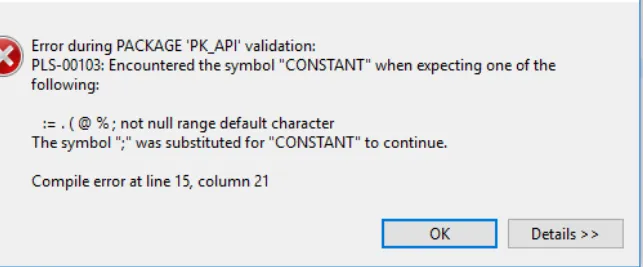 Error during PACKAGE 'PK_API' validation:
PLS-00103: Encountered the symbol "CONSTANT" when expecting one of the
following:
:= . ( @ % ; not null range default character
The symbol ";" was substituted for "CONSTANT" to continue.
Compile error at line 15, column 21
OK
Details >>